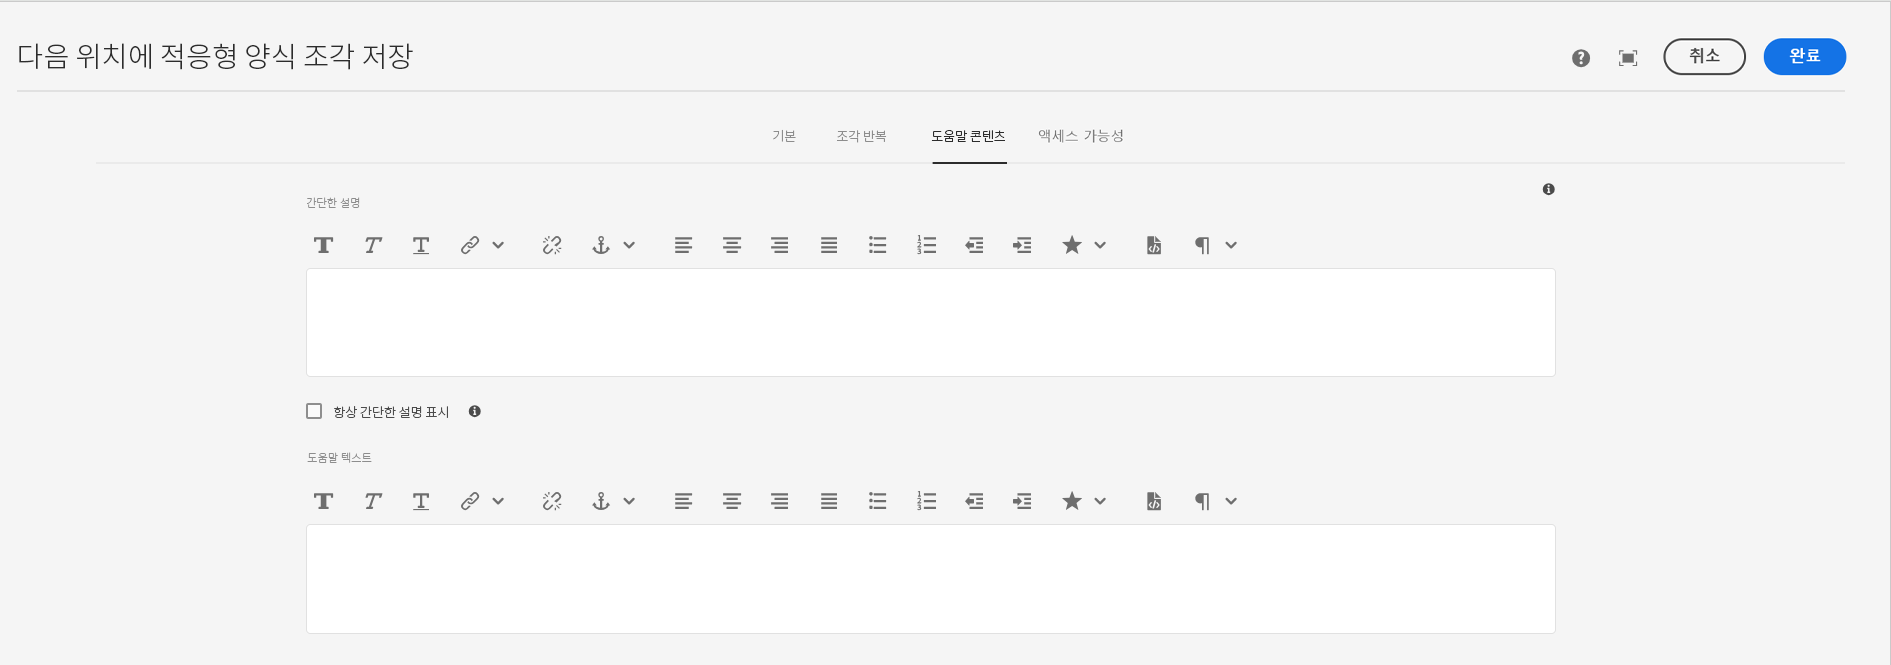 다음 위치에 적응형 양식 조각 저장
취소 완료
기본 조각 반복 도움말 콘텐츠 액세스 가능성
간단한 설명
항상 간단한 설명 표시
도움말 텍스트